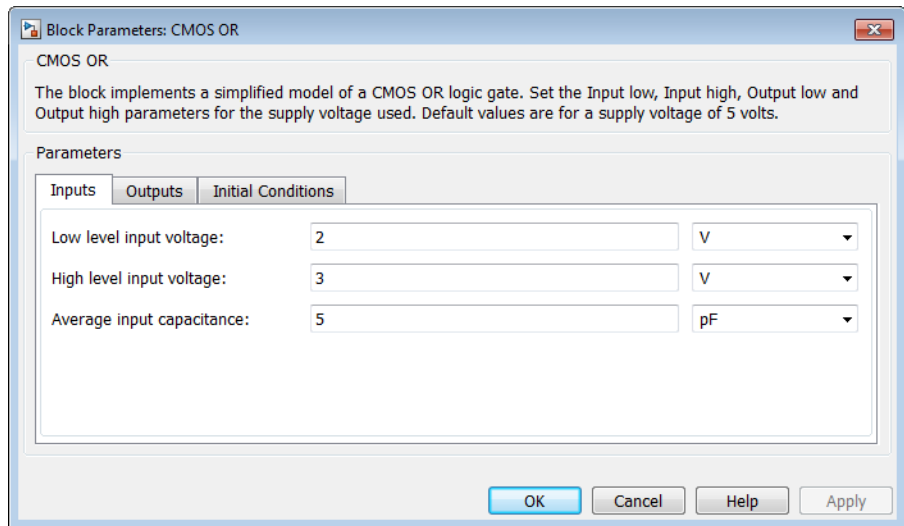 Block Parameters: CMOS OR
CMOS OR
The block implements a simplified model of a CMOS OR logic gate. Set the Input low, Input high, Output low and
Output high parameters for the supply voltage used. Default values are for a supply voltage of 5 volts.
Parameters
Inputs Outputs Initial Conditions
Low level input voltage: 2 V
High level input voltage: 3 V
Average input capacitance: 5 pF
OK Cancel Help Apply